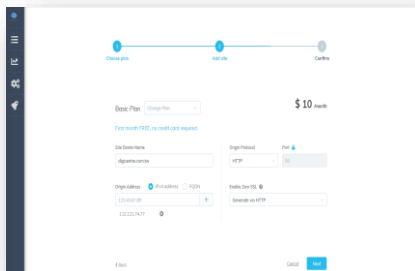 Choose plan
Add site
Confirm
Basic Plan
Change Plan
$ 10 /month
First month FREE, no credit card required.
Site Domain Name
Origin Protocol
Port
HTTP
80
Origin Address
IPv4 address
FQDN
Enable Zero SSL
+
Generate via HTTP
Back
Cancel
Next